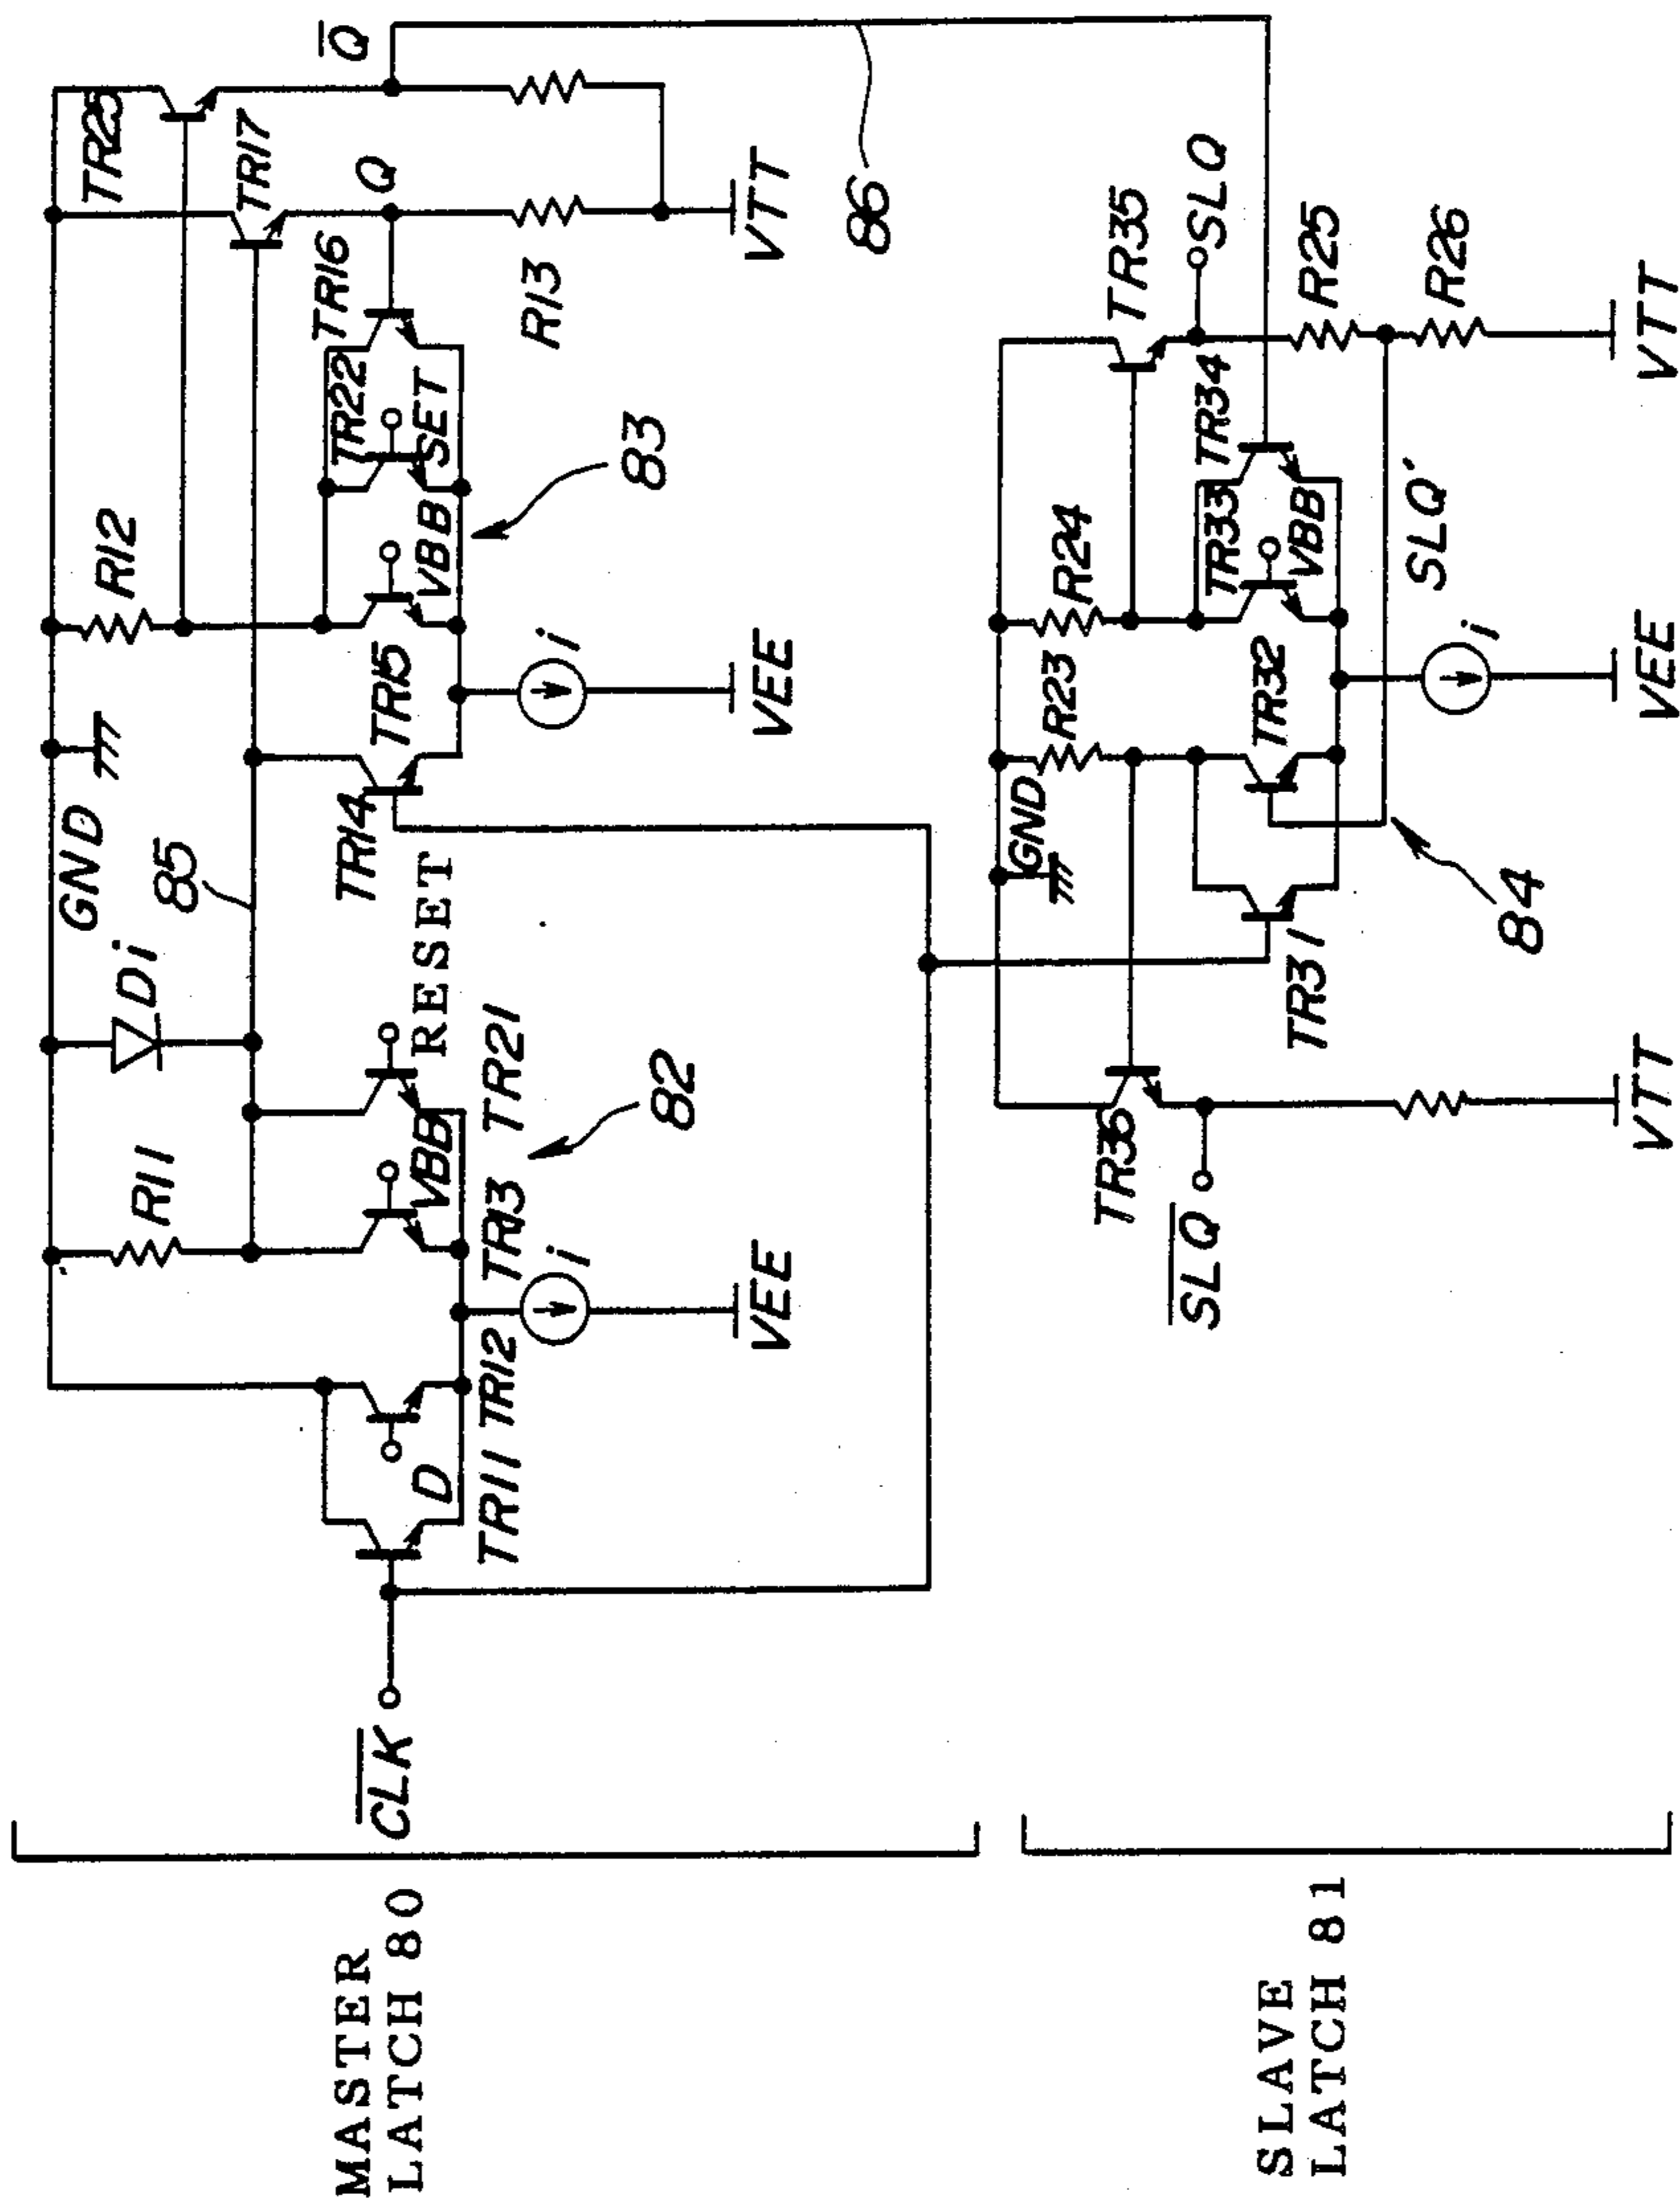 MASTER
LATCH 80
SLAVE
LATCH 81
CLK
GND
R11
Di
85
R12
TR23
Q
TR17
Q
TR16
TR22
SET
VBB
TR15
TR14
RESET
VBB
D
TR11 TR12
TR13
TR21
82
i
VEE
i
VEE
83
R13
VTT
86
GND
R23
R24
TR35
SLQ
TR36
SLQ
TR31
TR32
TR33
VBB
TR34
R25
R26
SLQ'
84
i
VEE
VTT
VTT